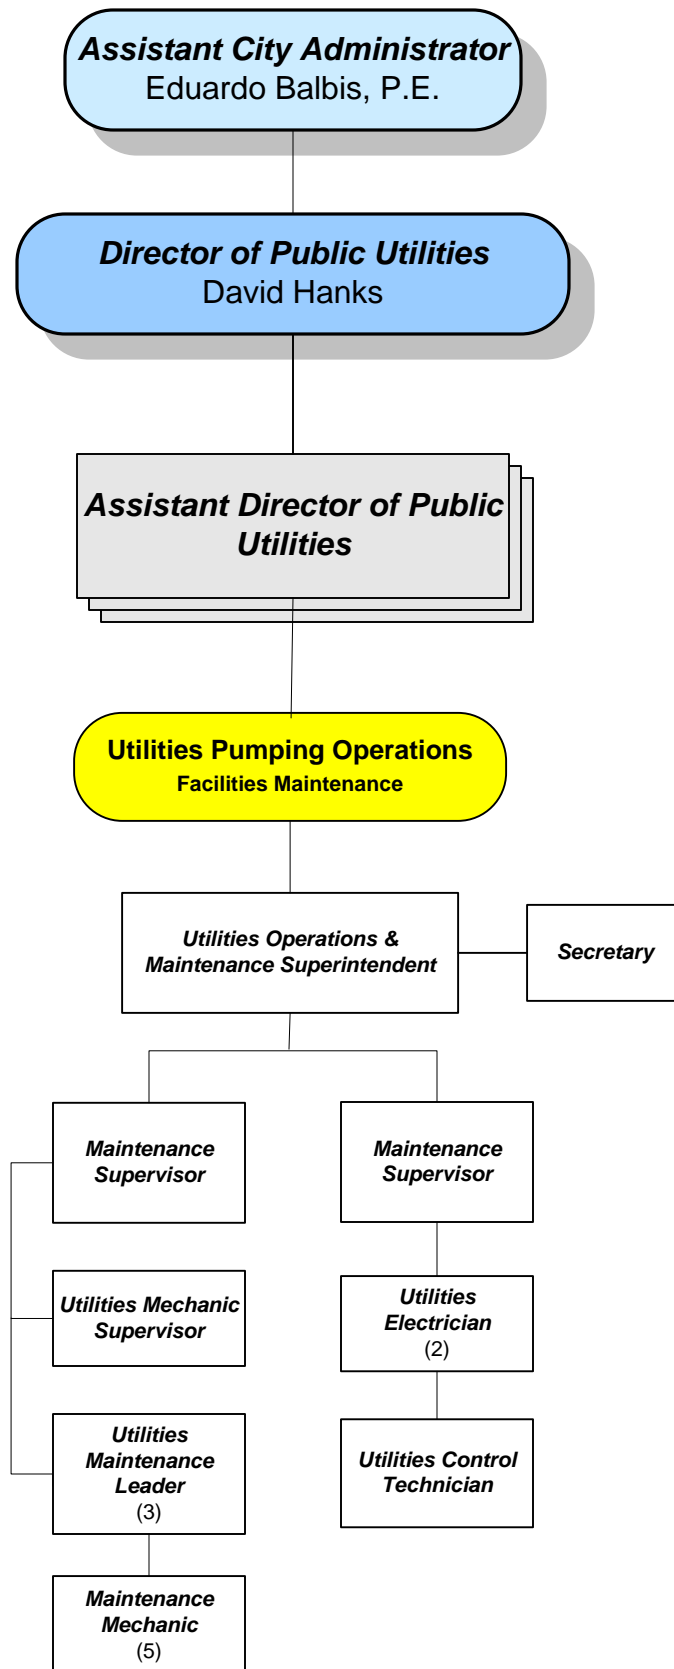 Assistant City Administrator
Eduardo Balbis, P.E.
Director of Public Utilities
David Hanks
Assistant Director of Public
Utilities
Utilities Pumping Operations
Facilities Maintenance
Utilities Operations &
Maintenance Superintendent
Secretary
Maintenance
Supervisor
Maintenance
Supervisor
Utilities Mechanic
Supervisor
Utilities
Electrician
(2)
Utilities
Maintenance
Leader
(3)
Utilities Control
Technician
Maintenance
Mechanic
(5)